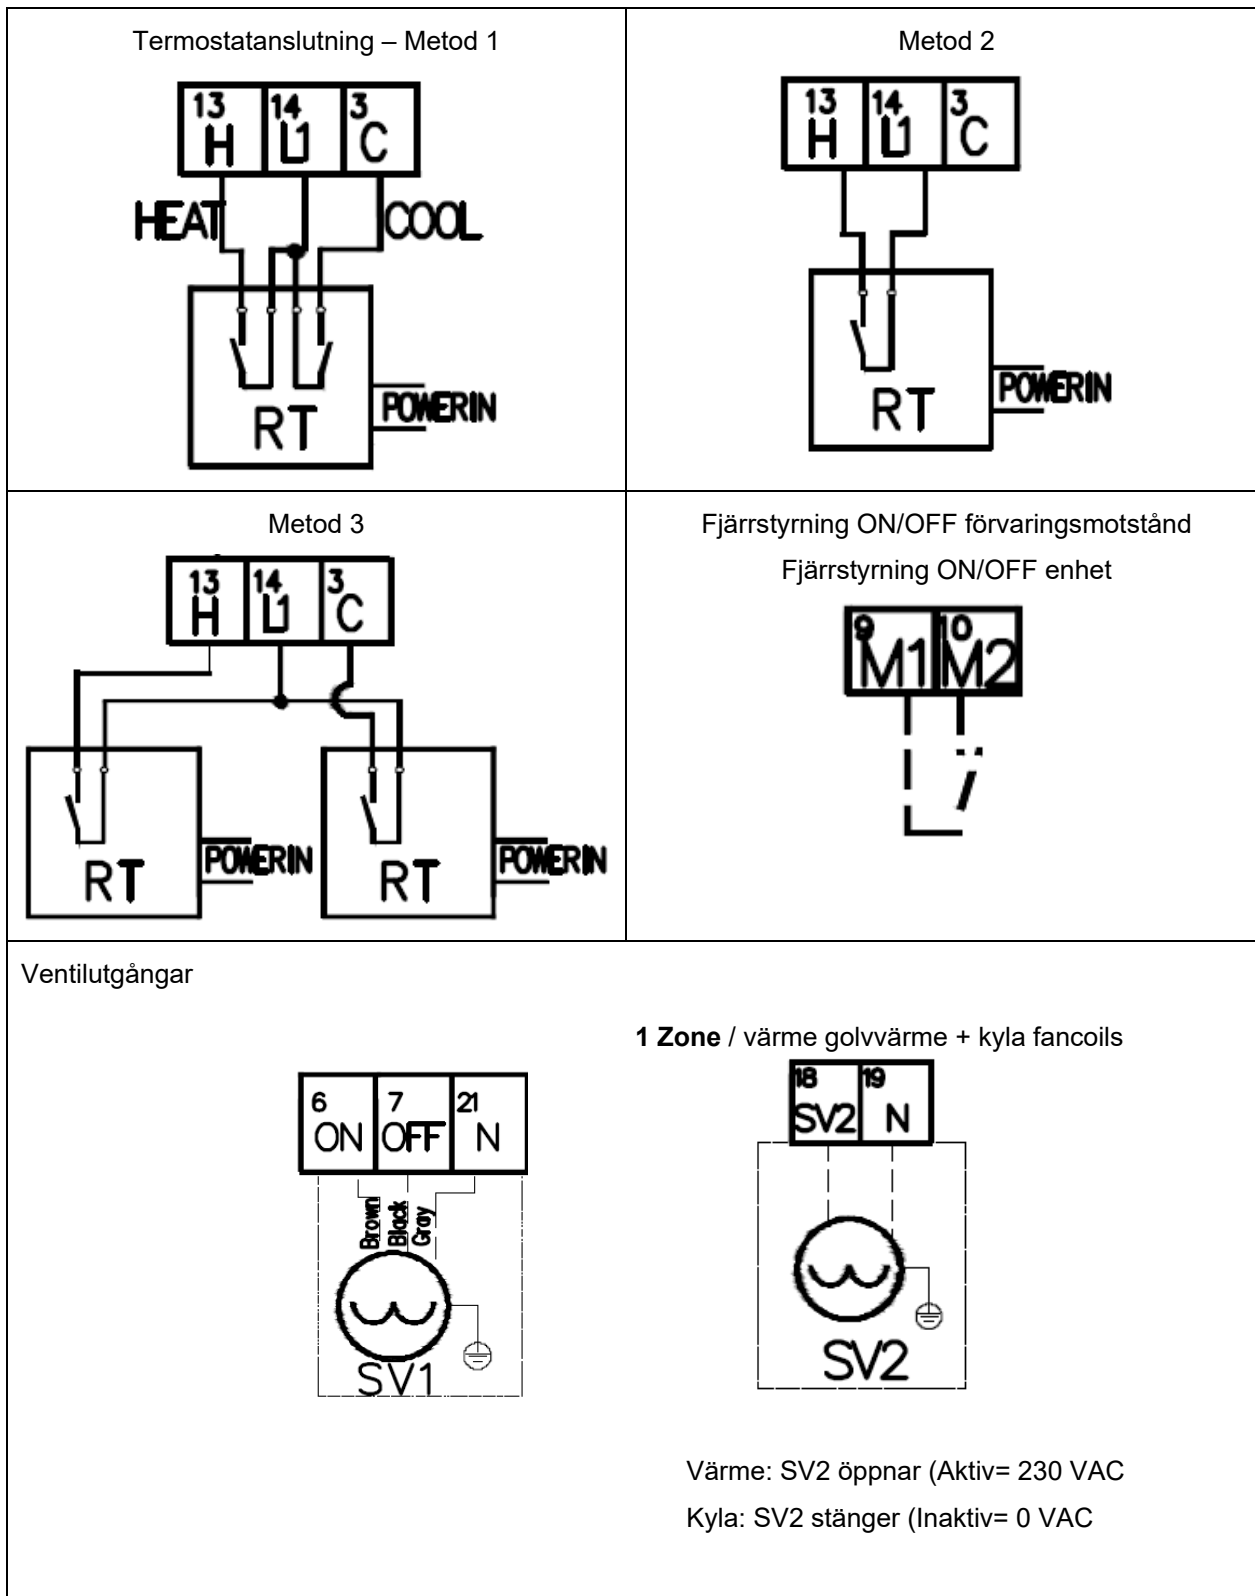 Termostatanslutning – Metod 1
13 14 3
H L1 C
HEAT COOL
RT
POWERIN
Metod 2
13 14 3
H L1 C
RT
POWERIN
Metod 3
13 14 3
H L1 C
RT
POWERIN
RT
POWERIN
Fjärrstyrning ON/OFF förvaringsmotstånd
Fjärrstyrning ON/OFF enhet
9 10
M1 M2
Ventilutgångar
6 7 21
ON OFF N
Brown
Black
Gray
SV1
1 Zone / värme golvvärme + kyla fancoils
18 19
SV2 N
SV2
Värme: SV2 öppnar (Aktiv= 230 VAC
Kyla: SV2 stänger (Inaktiv= 0 VAC